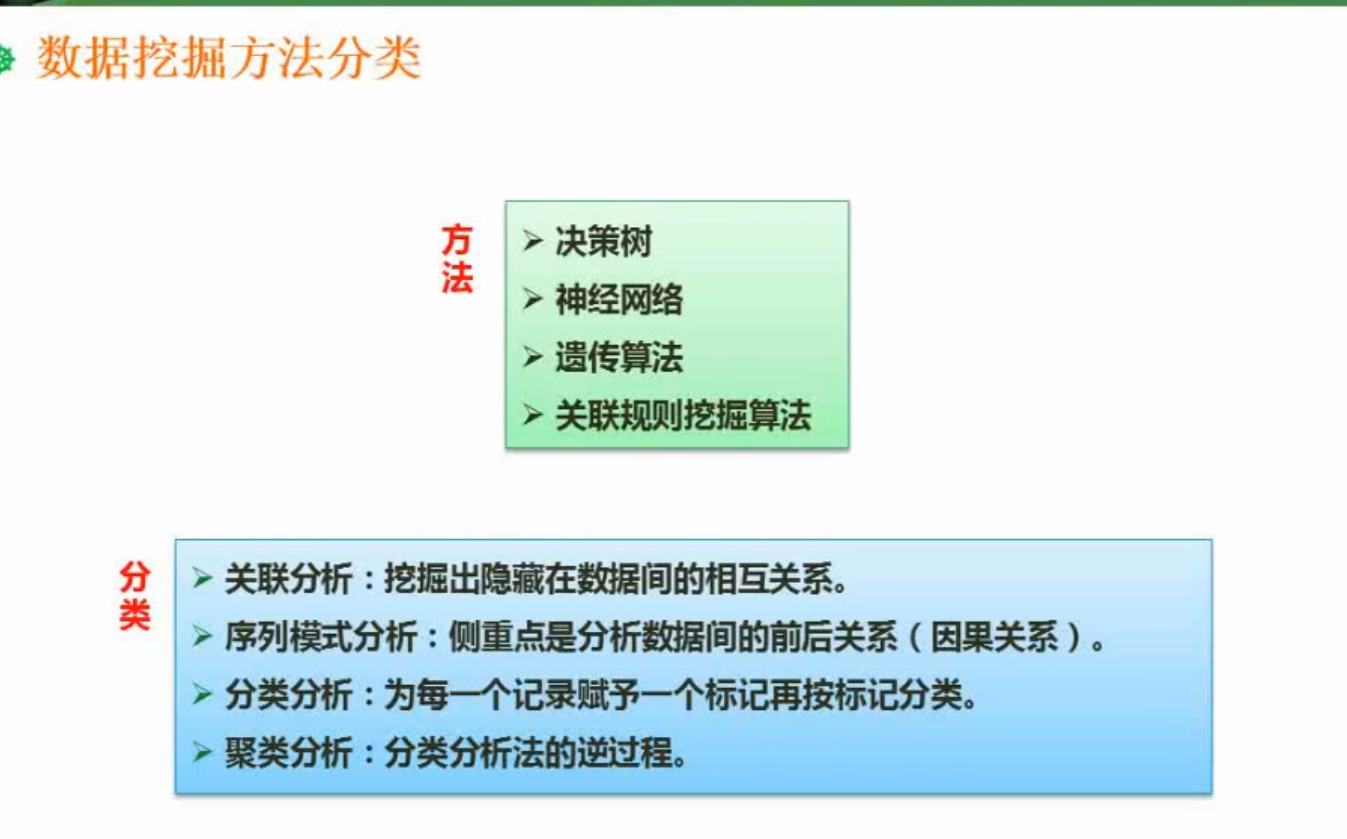 数据挖掘方法分类
方法
决策树
神经网络
遗传算法
关联规则挖掘算法
分类
关联分析：挖掘出隐藏在数据间的相互关系。
序列模式分析：侧重点是分析数据间的前后关系（因果关系）。
分类分析：为每一个记录赋予一个标记再按标记分类。
聚类分析：分类分析法的逆过程。